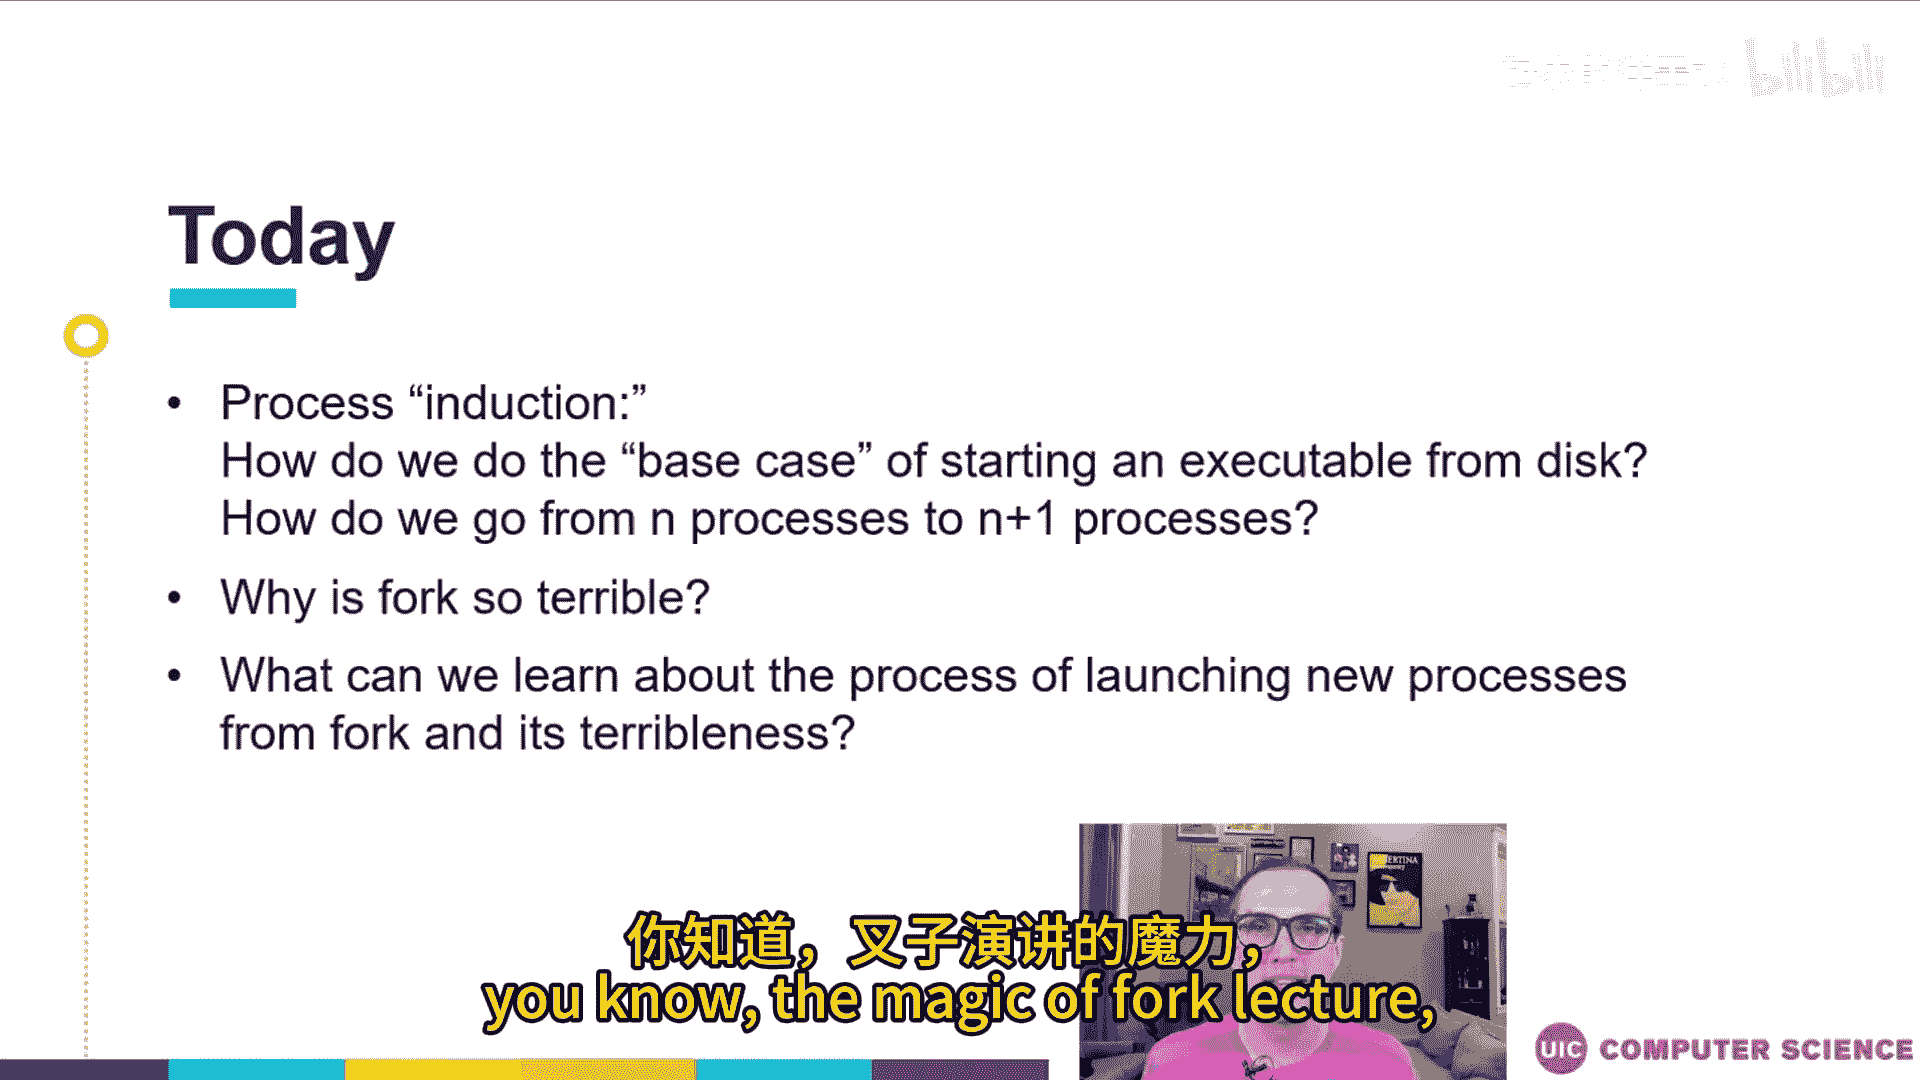 bilibili
Today
• Process “induction:”
How do we do the “base case” of starting an executable from disk?
How do we go from n processes to n+1 processes?
• Why is fork so terrible?
• What can we learn about the process of launching new processes
from fork and its terribleness?
你知道，叉子演讲的魔力，
you know, the magic of fork lecture,
UIC COMPUTER SCIENCE